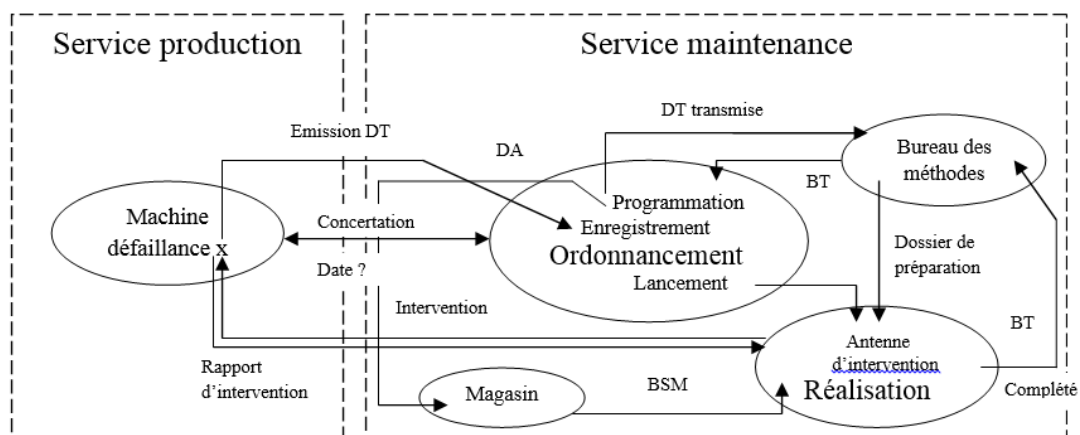 Service production
Service maintenance
Emission DT
DA
DT transmise
Bureau des
méthodes
BT
Machine
défaillance x
Concertation
Date ?
Programmation
Enregistrement
Ordonnancement
Lancement
Dossier de
préparation
Intervention
BT
Rapport
d’intervention
Magasin
BSM
Antenne
d’intervention
Réalisation
Complété